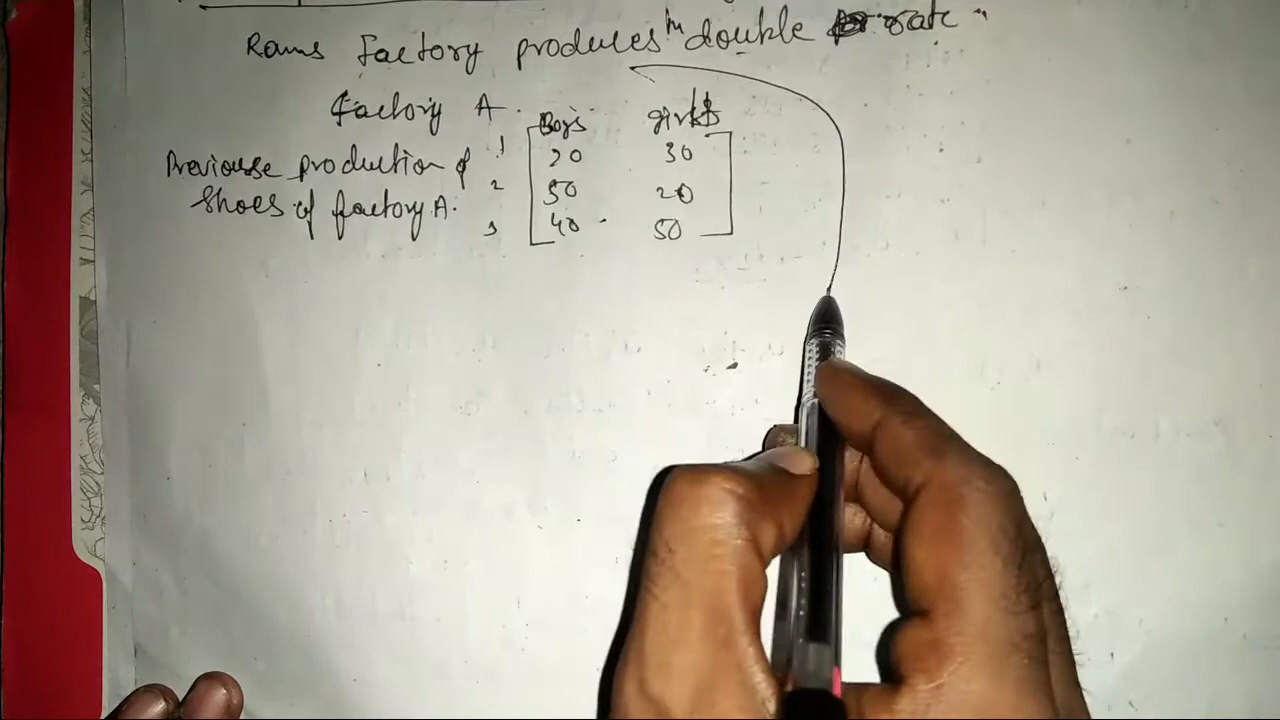 Rams factory produces in double rate
factory A
Boys girls
Previouse production of 1 20 30
Shoes of factory A. 2 50 20
3 40 50